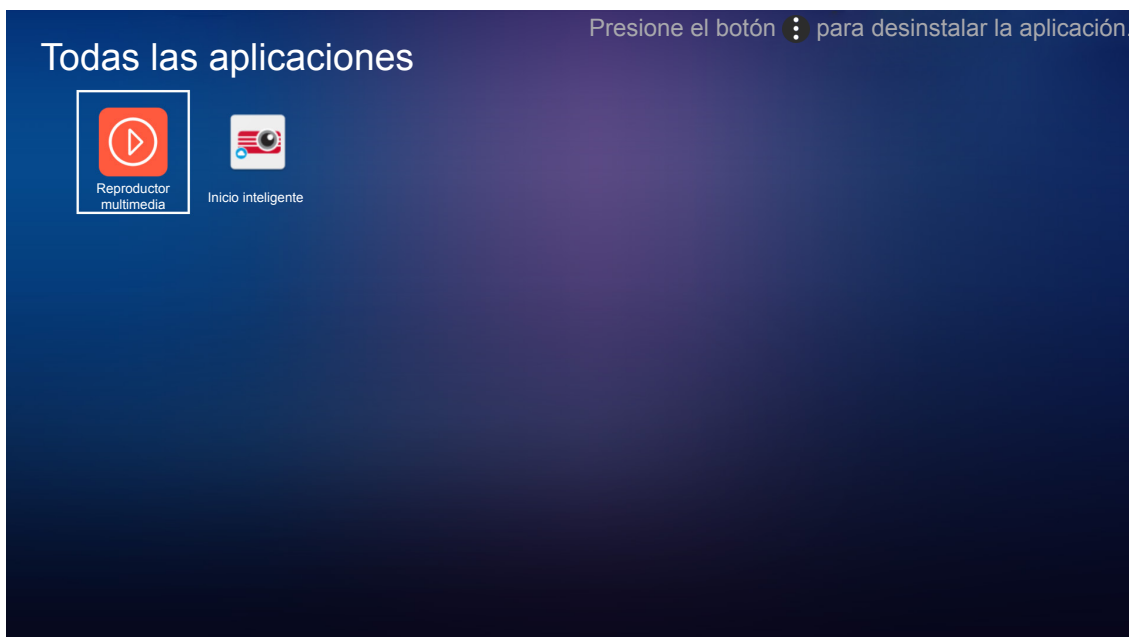 Presione el botón para desinstalar la aplicación.
Todas las aplicaciones
Reproductor
multimedia
Inicio inteligente